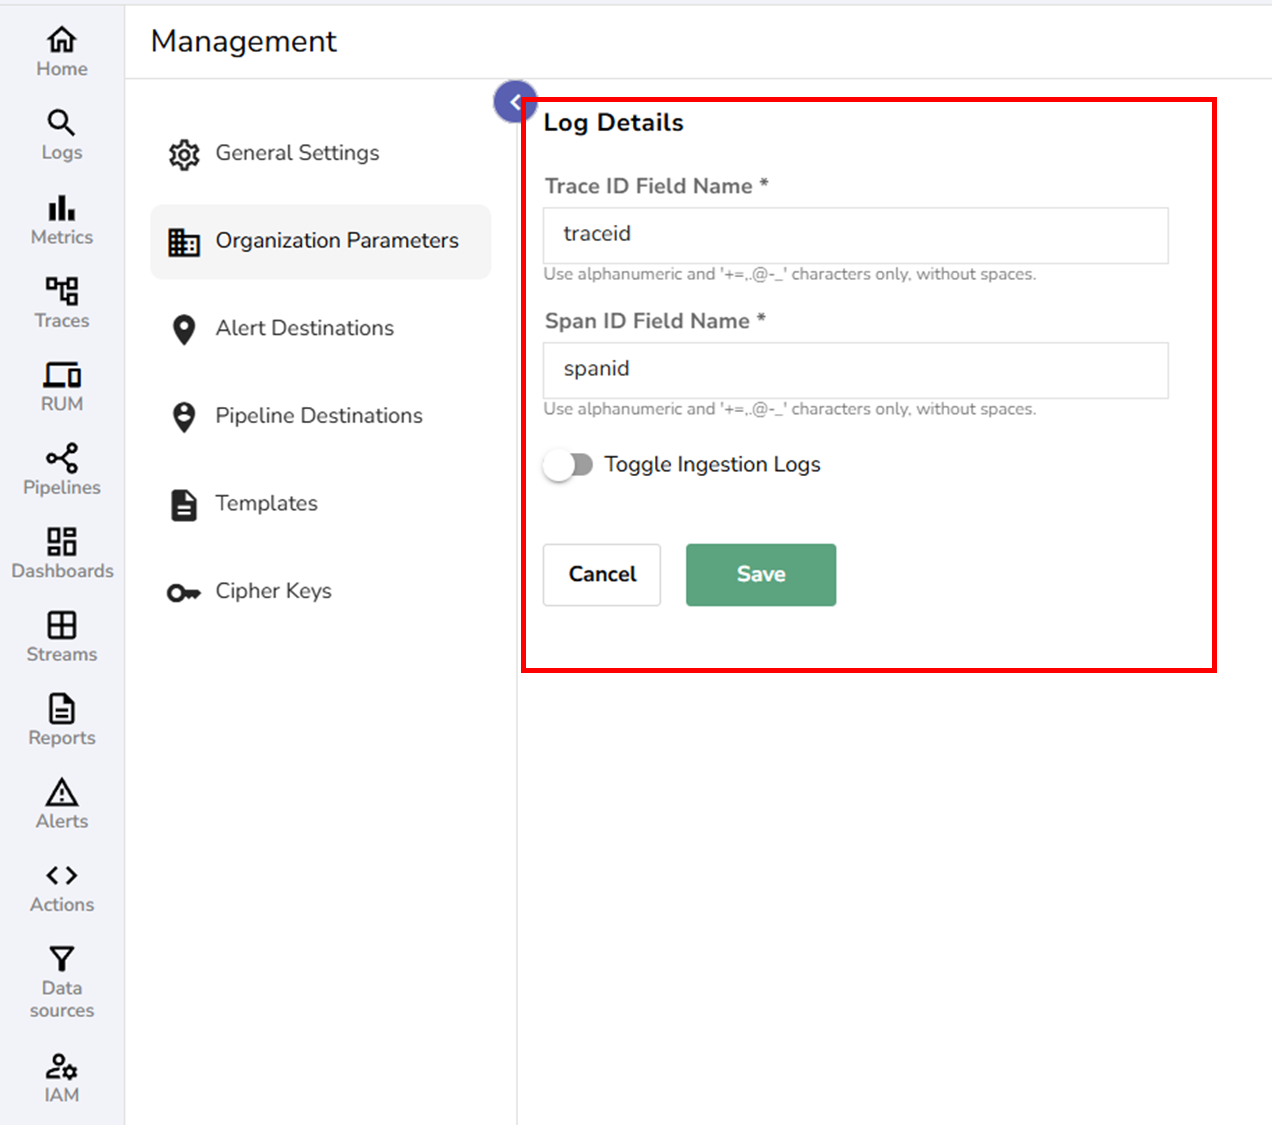 Management
Home
Logs
Metrics
Traces
RUM
Pipelines
Dashboards
Streams
Reports
Alerts
Actions
Data
sources
IAM
General Settings
Organization Parameters
Alert Destinations
Pipeline Destinations
Templates
Cipher Keys
Log Details
Trace ID Field Name *
traceid
Use alphanumeric and '+=,.@-_' characters only, without spaces.
Span ID Field Name *
spanid
Use alphanumeric and '+=,.@-_' characters only, without spaces.
Toggle Ingestion Logs
Cancel
Save